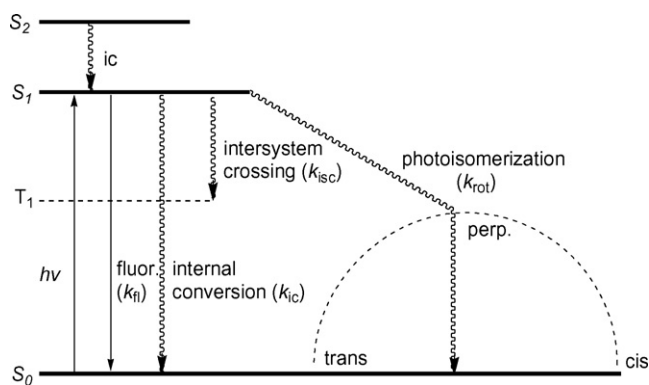 S2
ic
S1
intersystem
crossing (kisc)
photoisomerization
(krot)
T1
perp.
hν
fluor.
(kfl)
internal
conversion (kic)
trans
cis
S0